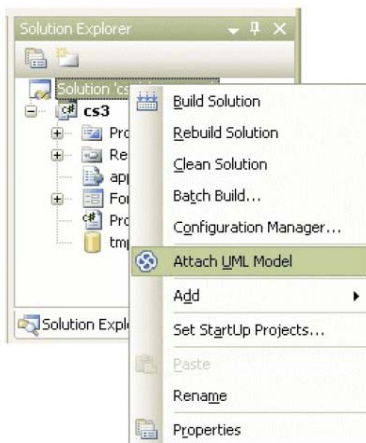 Solution Explorer
Solution 'cs
cs3
Pro
Re
app
For
Pro
tmp
Solution Explo
Build Solution
Rebuild Solution
Clean Solution
Batch Build...
Configuration Manager...
Attach UML Model
Add
Set StartUp Projects...
Paste
Rename
Properties